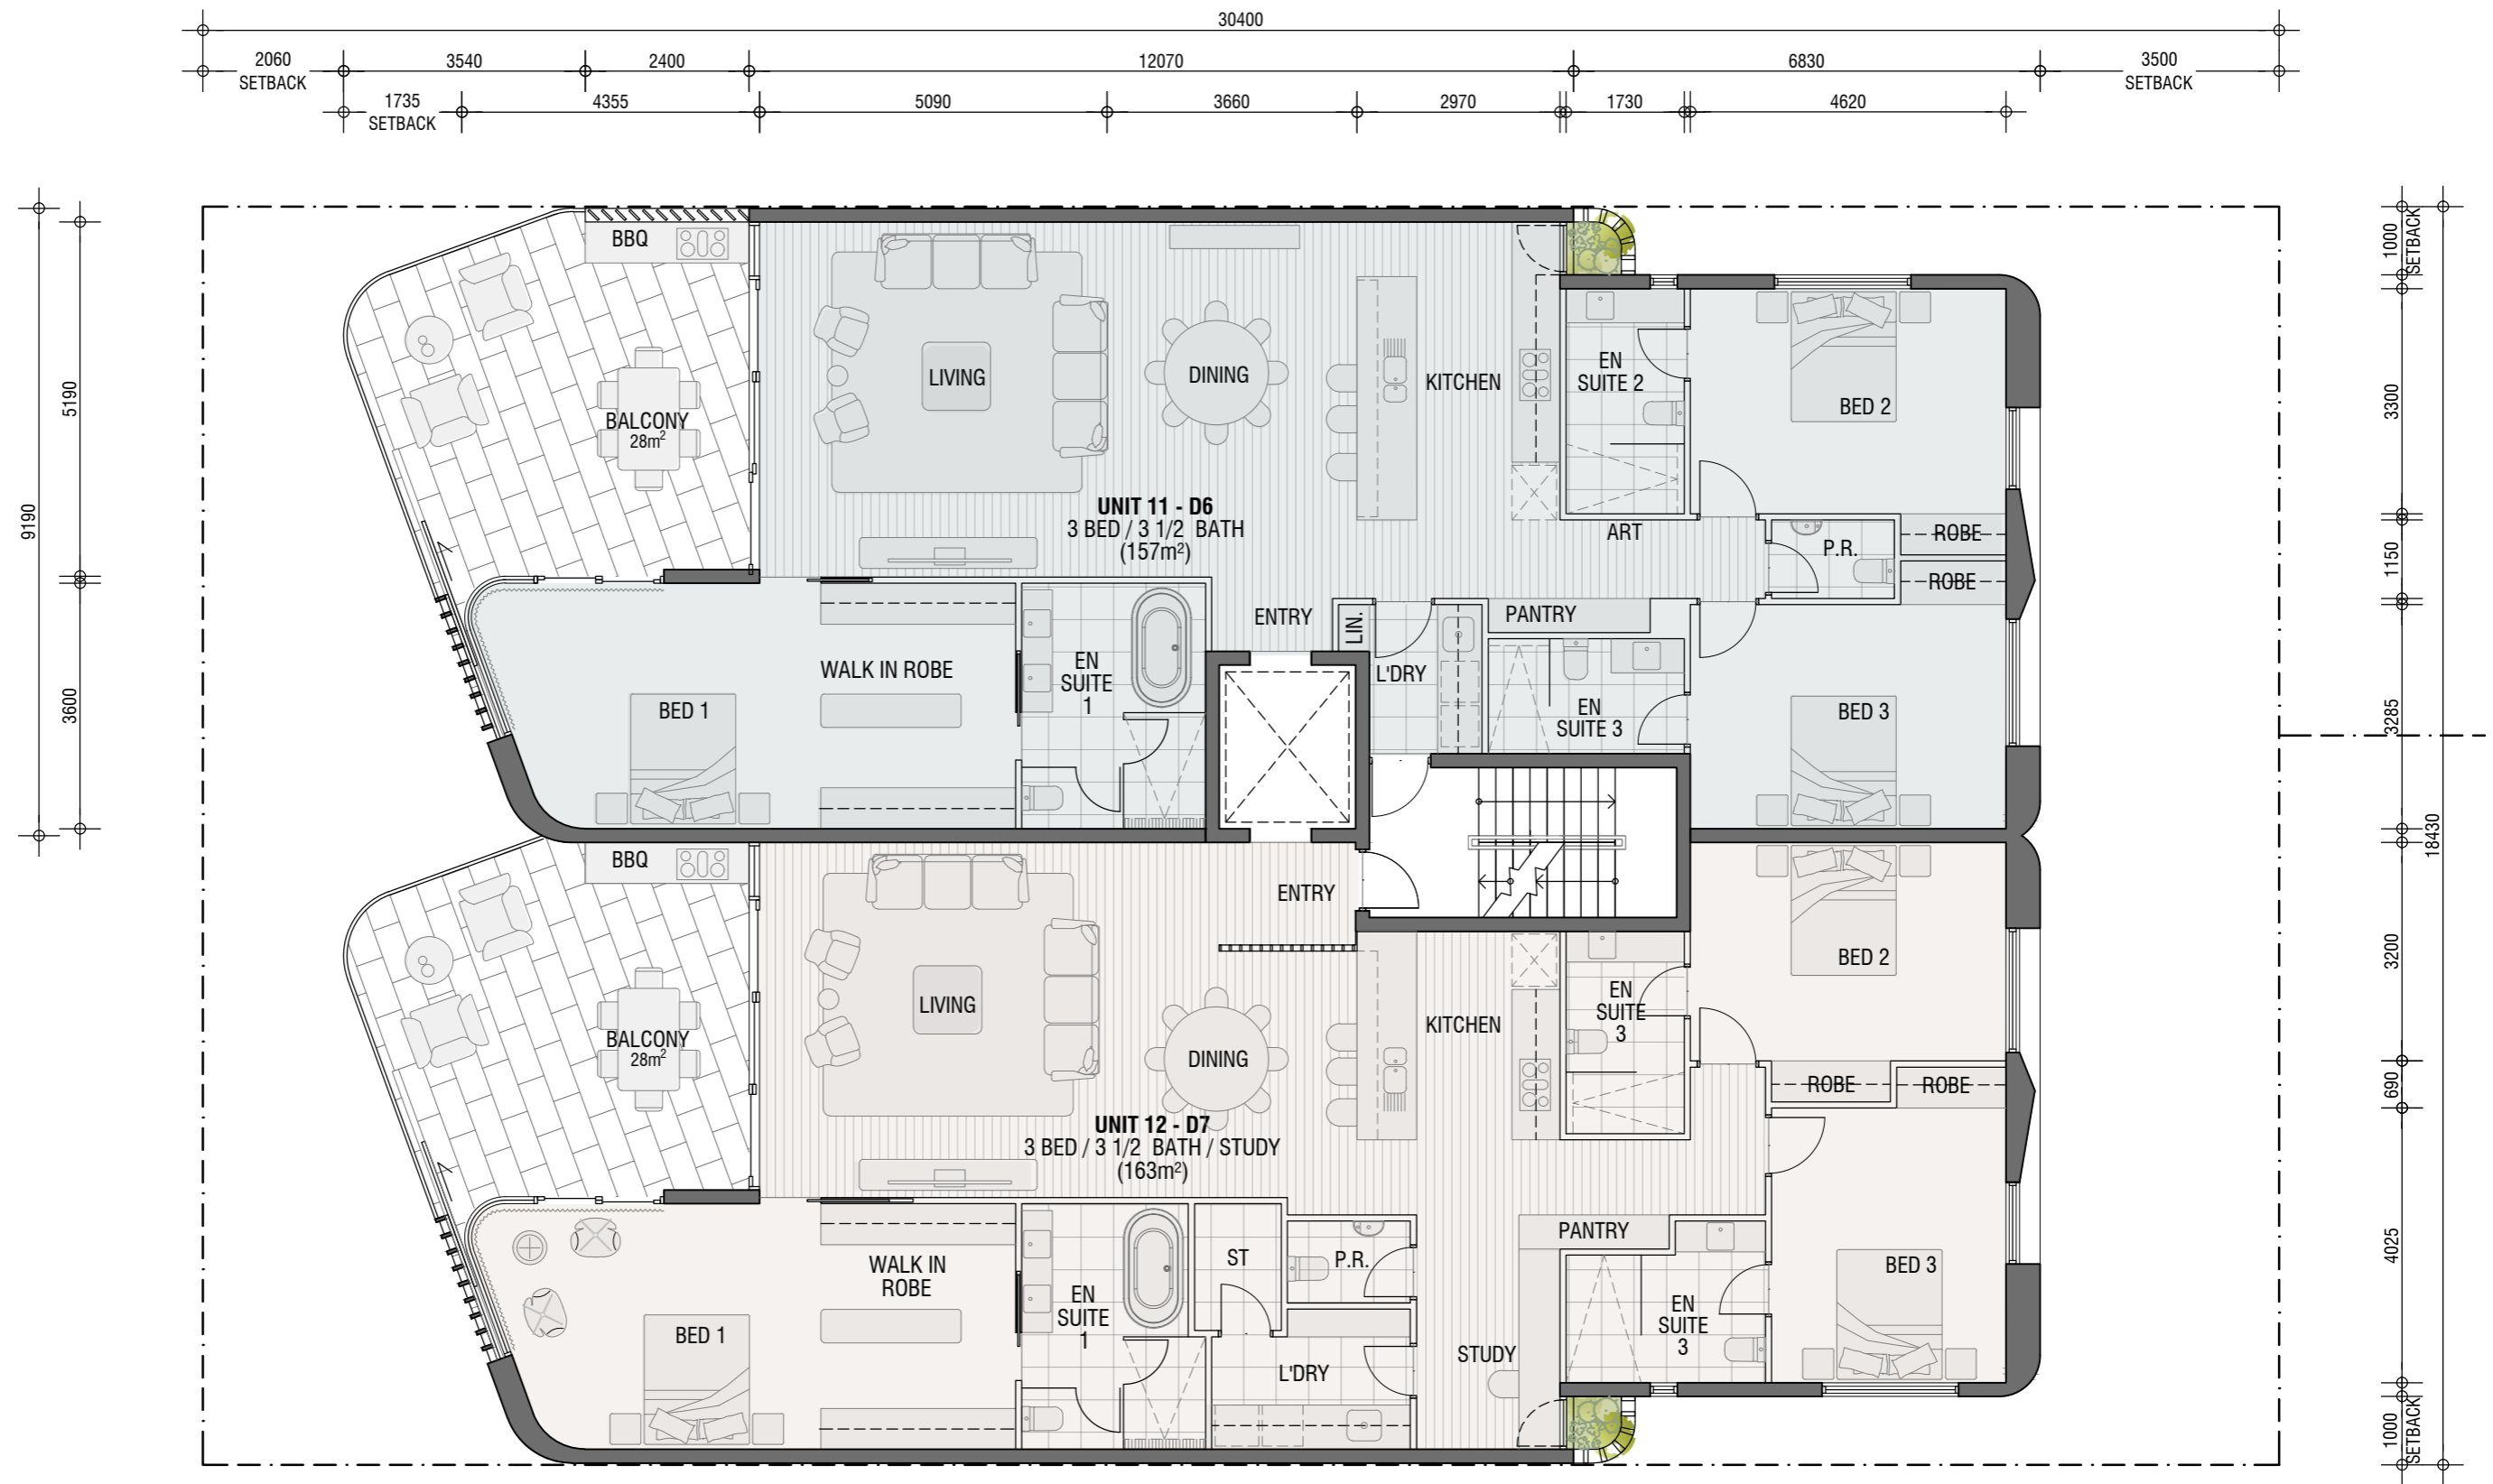 30400
2060
SETBACK
3540
2400
12070
6830
3500
SETBACK
1735
SETBACK
4355
5090
3660
2970
1730
4620
9190
5190
3600
1000
SETBACK
3300
1150
3285
18430
3200
690
4025
1000
SETBACK
BBQ
BALCONY
28m²
LIVING
DINING
KITCHEN
EN
SUITE 2
BED 2
UNIT 11 - D6
3 BED / 3 1/2 BATH
(157m²)
ART
P.R.
ROBE
ROBE
ENTRY
LIN.
PANTRY
L'DRY
EN
SUITE 3
BED 3
BED 1
WALK IN ROBE
EN
SUITE
1
BBQ
BALCONY
28m²
LIVING
DINING
ENTRY
KITCHEN
EN
SUITE
3
BED 2
ROBE
ROBE
UNIT 12 - D7
3 BED / 3 1/2 BATH / STUDY
(163m²)
BED 1
WALK IN
ROBE
EN
SUITE
1
ST
P.R.
L'DRY
STUDY
PANTRY
EN
SUITE
3
BED 3